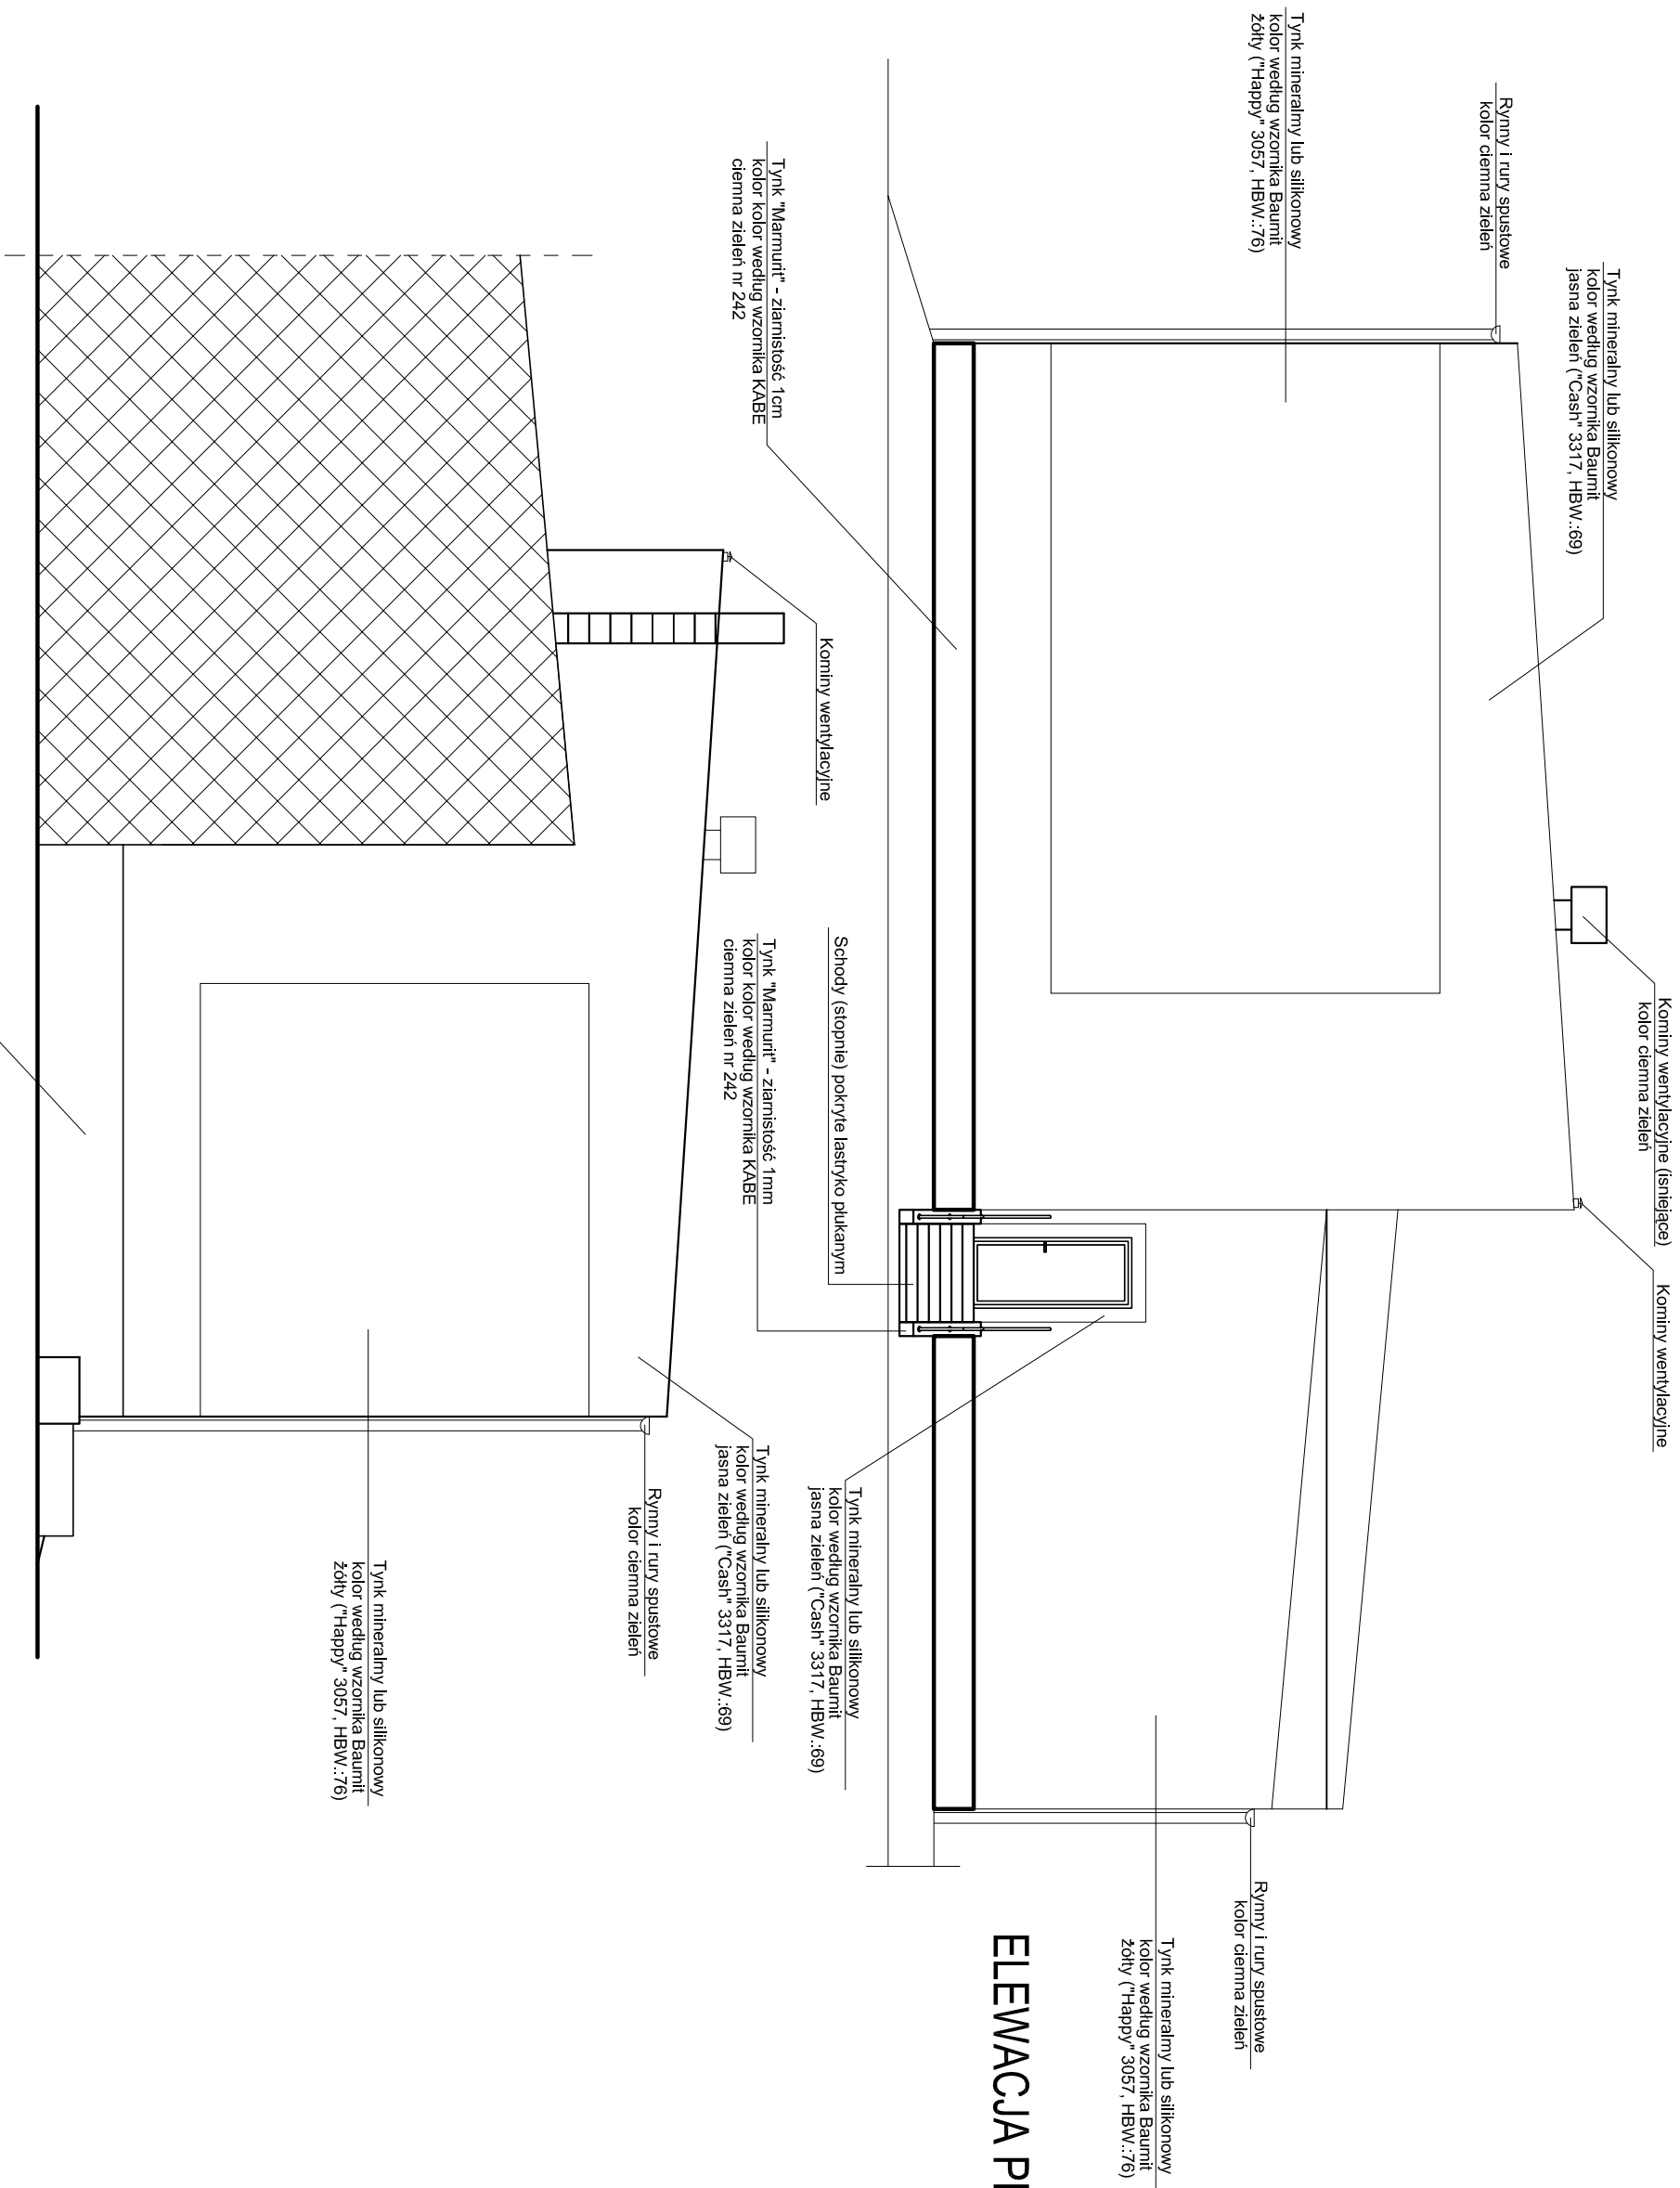 Kominy wentylacyjne (isniejące)
kolor ciemna zieleń
Kominy wentylacyjne
Tynk mineralny lub silikonowy
kolor według wzornika Baumit
jasna zieleń ("Cash" 3317, HBW.:69)
Rynny i rury spustowe
kolor ciemna zieleń
Tynk mineralmy lub silikonowy
kolor według wzornika Baumit
żółty ("Happy" 3057, HBW.:76)
Rynny i rury spustowe
kolor ciemna zieleń
Tynk mineralmy lub silikonowy
kolor według wzornika Baumit
żółty ("Happy" 3057, HBW.:76)
ELEWACJA
Tynk mineralny lub silikonowy
kolor według wzornika Baumit
jasna zieleń ("Cash" 3317, HBW.:69)
Schody (stopnie) pokryte lastryko płukanym
Kominy wentylacyjne
Tynk "Marmurit" - ziarnistość 1cm
kolor kolor według wzornika KABE
ciemna zieleń nr 242
Tynk "Marmurit" - ziarnistość 1mm
kolor kolor według wzornika KABE
ciemna zieleń nr 242
Tynk mineralny lub silikonowy
kolor według wzornika Baumit
jasna zieleń ("Cash" 3317, HBW.:69)
Rynny i rury spustowe
kolor ciemna zieleń
Tynk mineralmy lub silikonowy
kolor według wzornika Baumit
żółty ("Happy" 3057, HBW.:76)